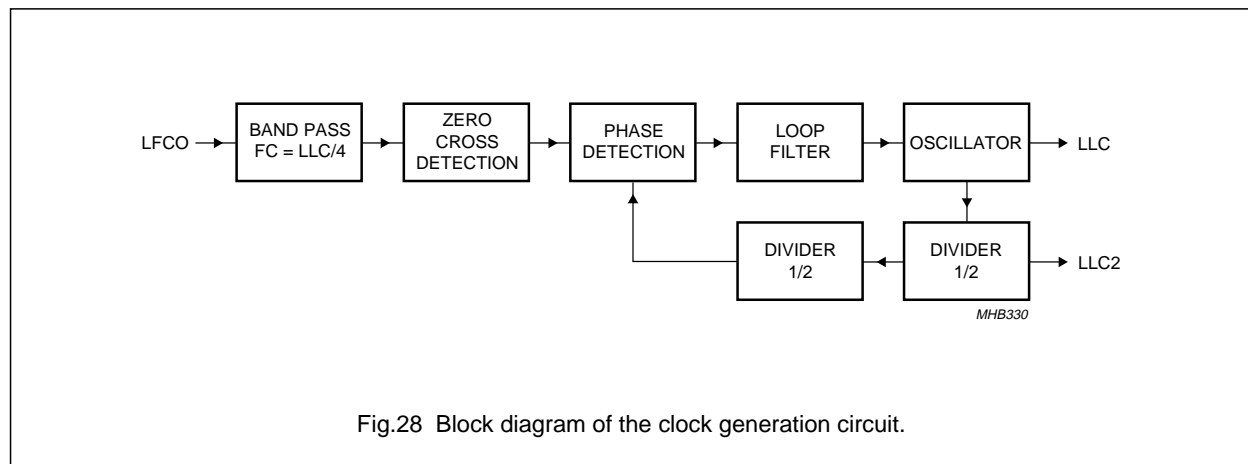 LFCO
BAND PASS
FC = LLC/4
ZERO
CROSS
DETECTION
PHASE
DETECTION
LOOP
FILTER
OSCILLATOR
LLC
DIVIDER
1/2
DIVIDER
1/2
LLC2
MHB330
Fig.28 Block diagram of the clock generation circuit.